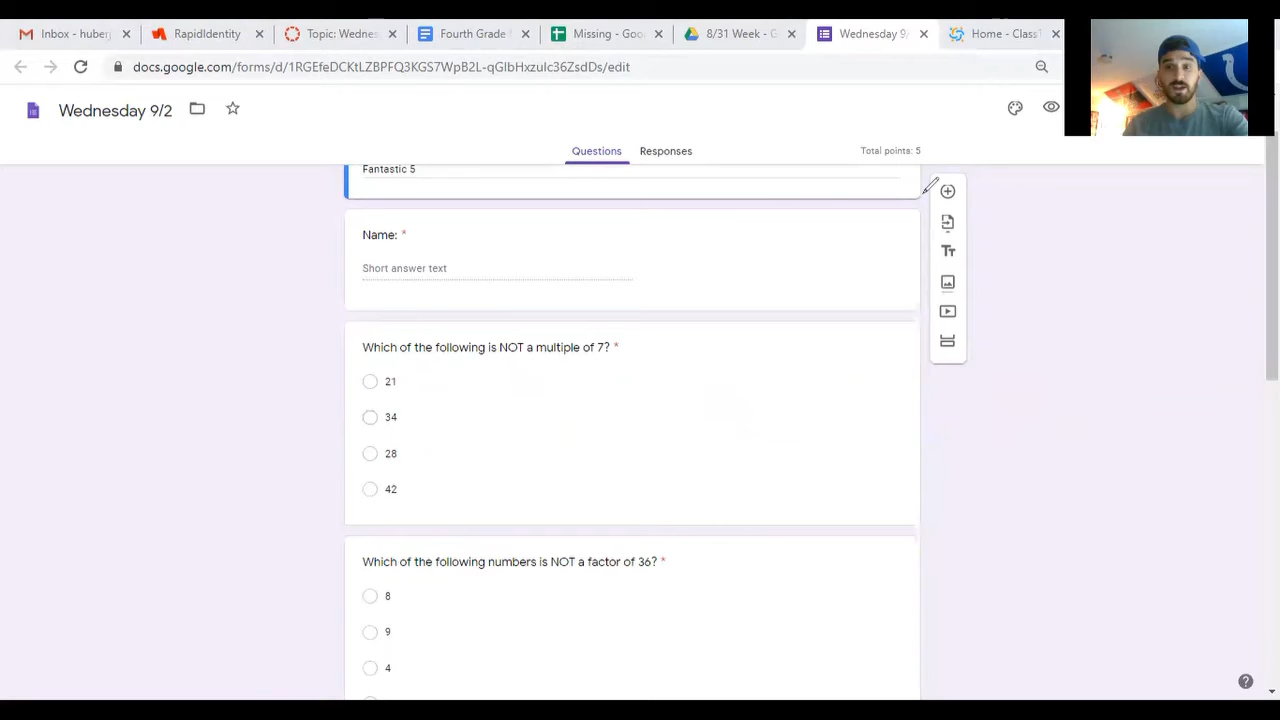 Inbox - huber
RapidIdentity
Topic: Wednes
Fourth Grade
Missing - Goo
8/31 Week - G
Wednesday 9/
Home - ClassT
docs.google.com/forms/d/1RGEfeDCKtLZBPFQ3KGS7WpB2L-qGlbHxzulc36ZsdDs/edit
Wednesday 9/2
Questions
Responses
Total points: 5
Fantastic 5
Name: *
Short answer text
Which of the following is NOT a multiple of 7? *
21
34
28
42
Which of the following numbers is NOT a factor of 36? *
8
9
4